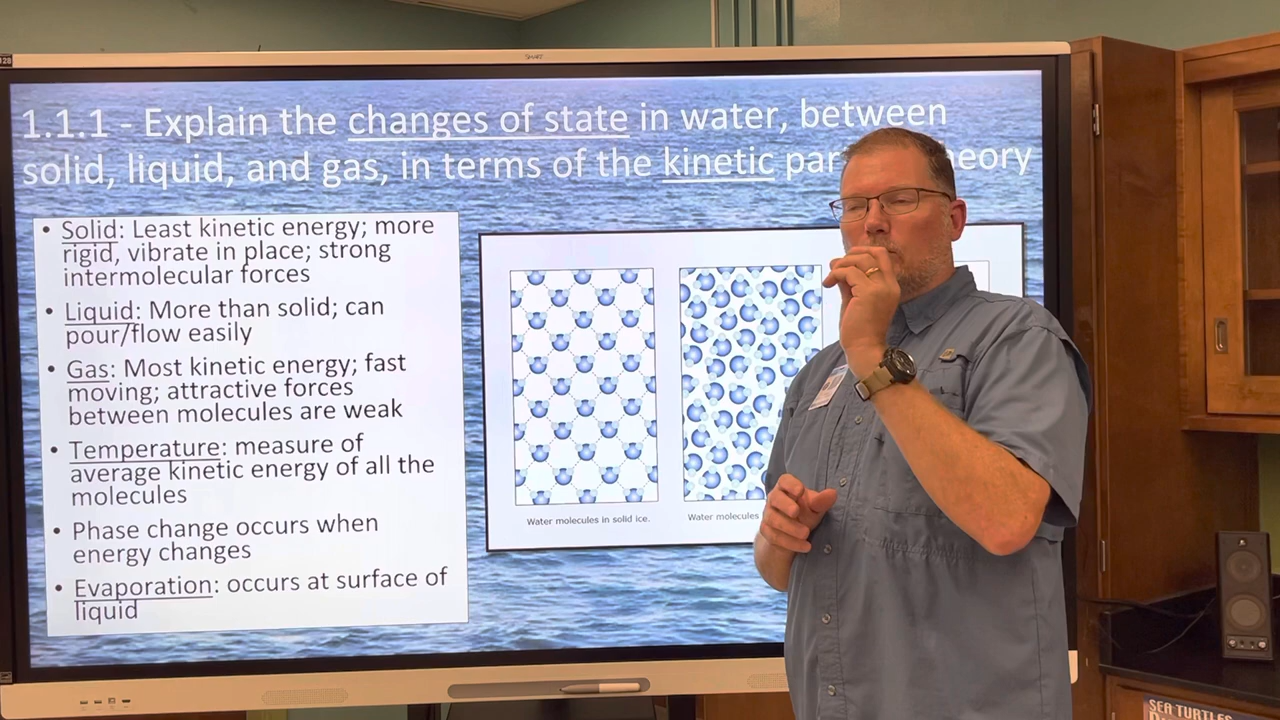 128
SMART
1.1.1 - Explain the changes of state in water, between
solid, liquid, and gas, in terms of the kinetic par eory
• Solid: Least kinetic energy; more
rigid, vibrate in place; strong
intermolecular forces
• Liquid: More than solid; can
pour/flow easily
• Gas: Most kinetic energy; fast
moving; attractive forces
between molecules are weak
• Temperature: measure of
average kinetic energy of all the
molecules
• Phase change occurs when
energy changes
• Evaporation: occurs at surface of
liquid
Water molecules in solid ice.
Water molecules
SEA TURTLES